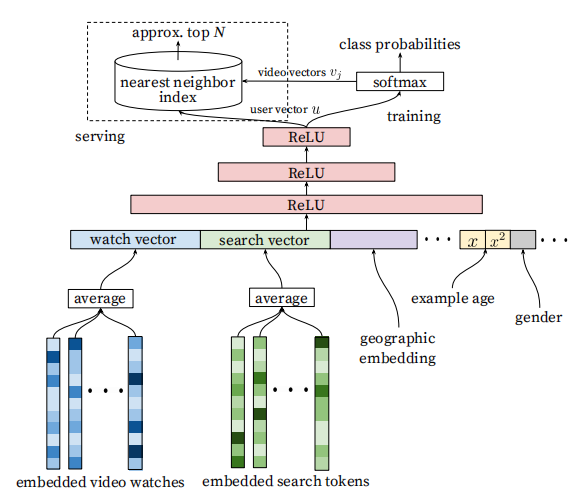 approx. top N
class probabilities
nearest neighbor
index
video vectors v_j
softmax
user vector u
serving
training
ReLU
ReLU
ReLU
watch vector
search vector
x
x²
average
average
example age
gender
geographic
embedding
embedded video watches
embedded search tokens